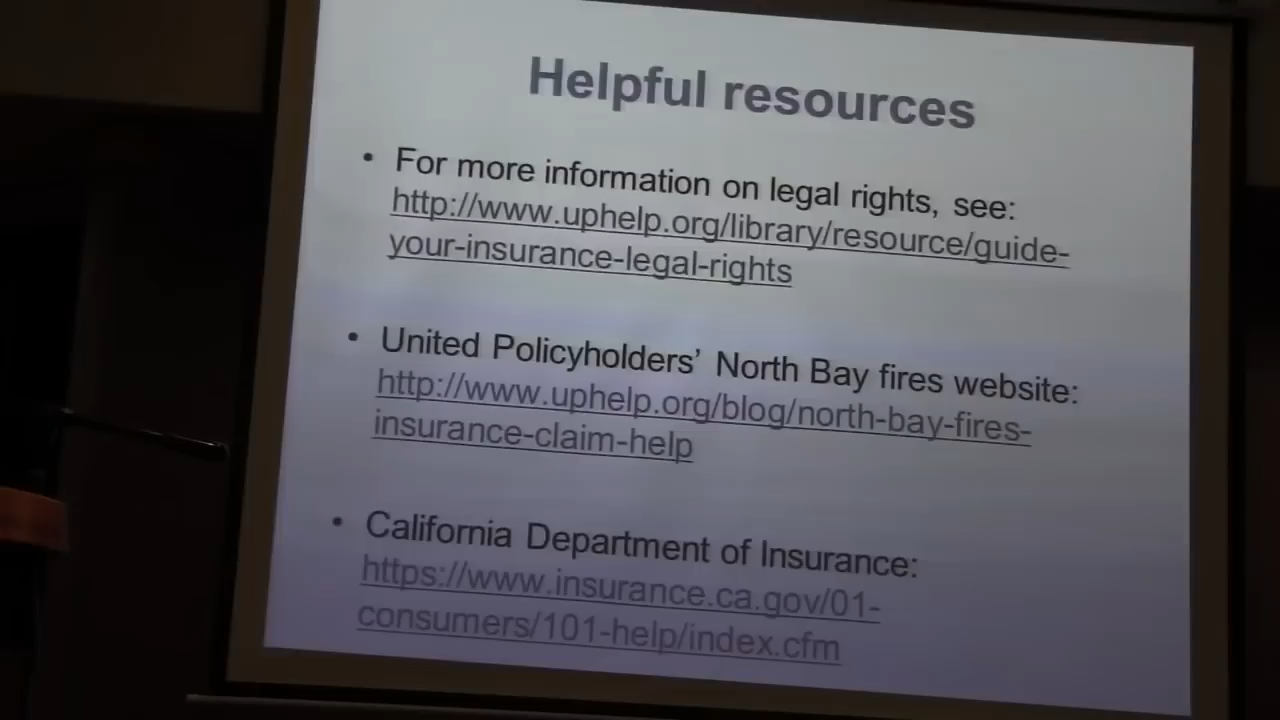 Helpful resources
• For more information on legal rights, see:
http://www.uphelp.org/library/resource/guide-
your-insurance-legal-rights
• United Policyholders’ North Bay fires website:
http://www.uphelp.org/blog/north-bay-fires-
insurance-claim-help
• California Department of Insurance:
https://www.insurance.ca.gov/01-
consumers/101-help/index.cfm